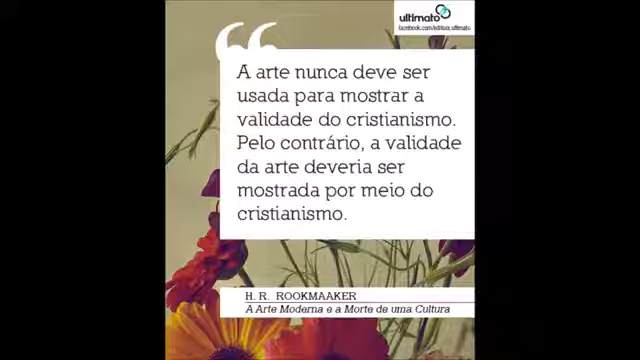 ultimato
facebook.com/editora.ultimato
A arte nunca deve ser
usada para mostrar a
validade do cristianismo.
Pelo contrário, a validade
da arte deveria ser
mostrada por meio do
cristianismo.
H. R. ROOKMAAKER
A Arte Moderna e a Morte de uma Cultura